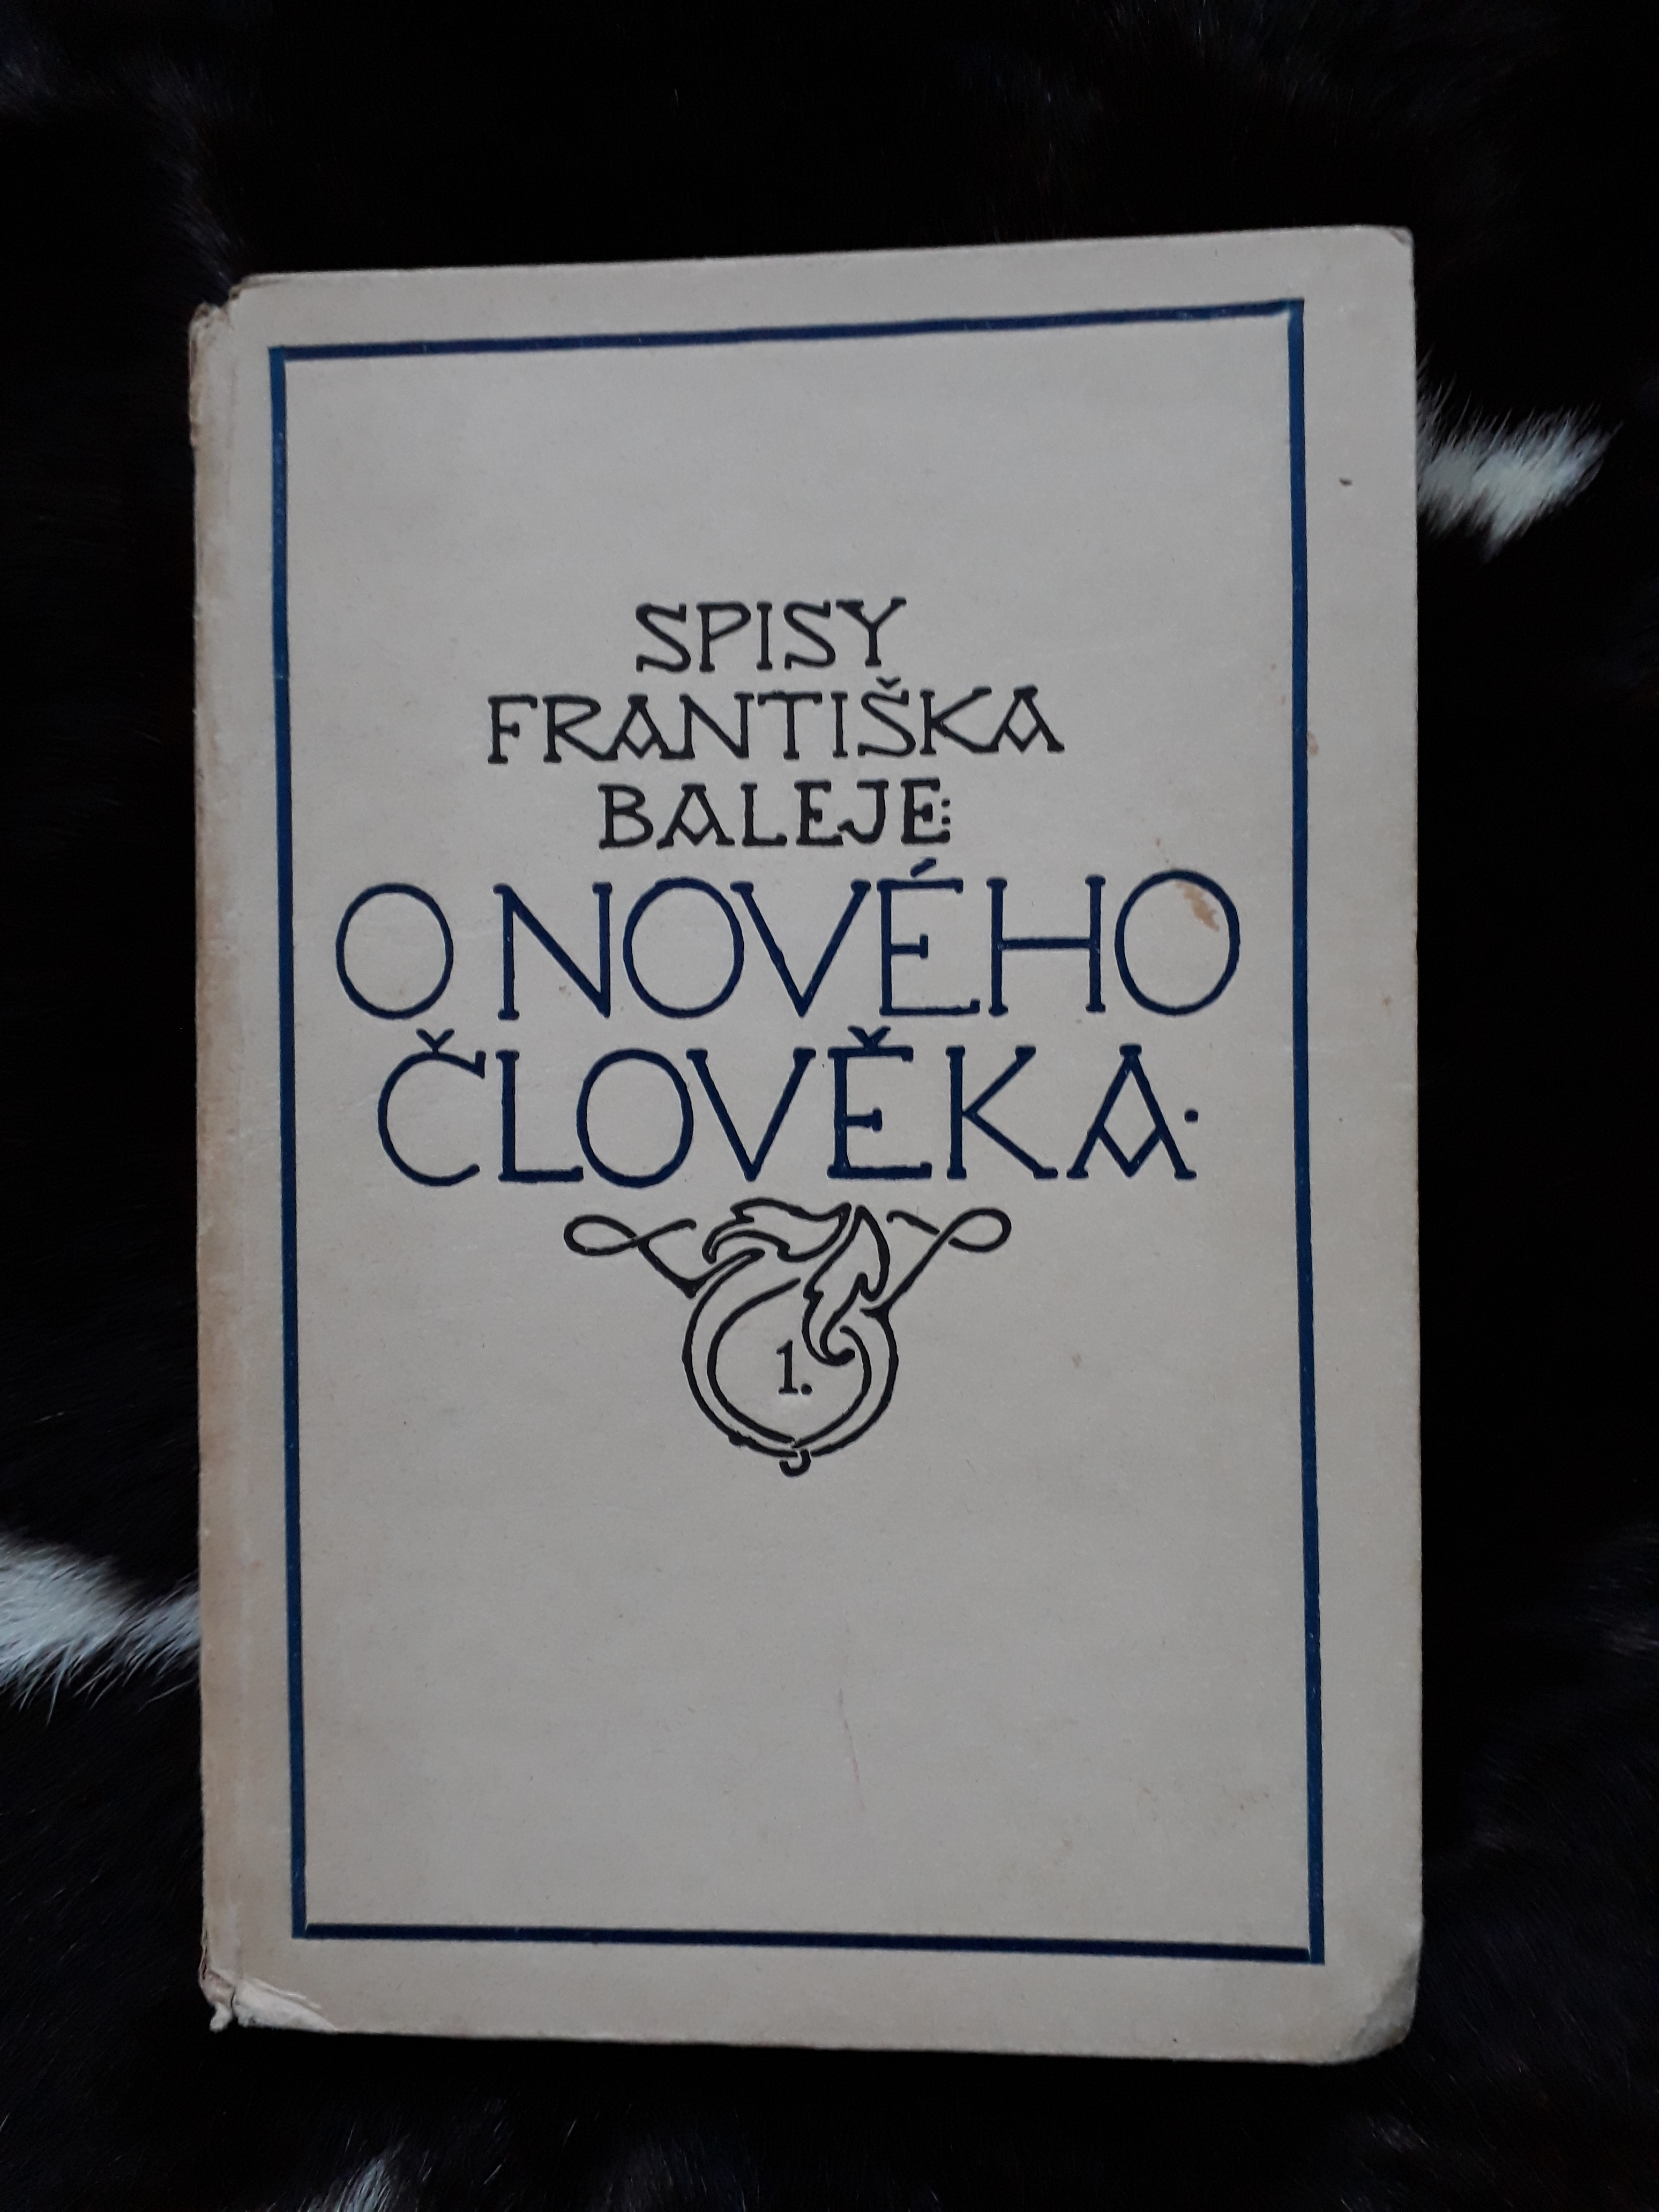 SPISY
FRANTIŠKA
BALEJE:
O NOVÉHO
ČLOVĚKA.
1.